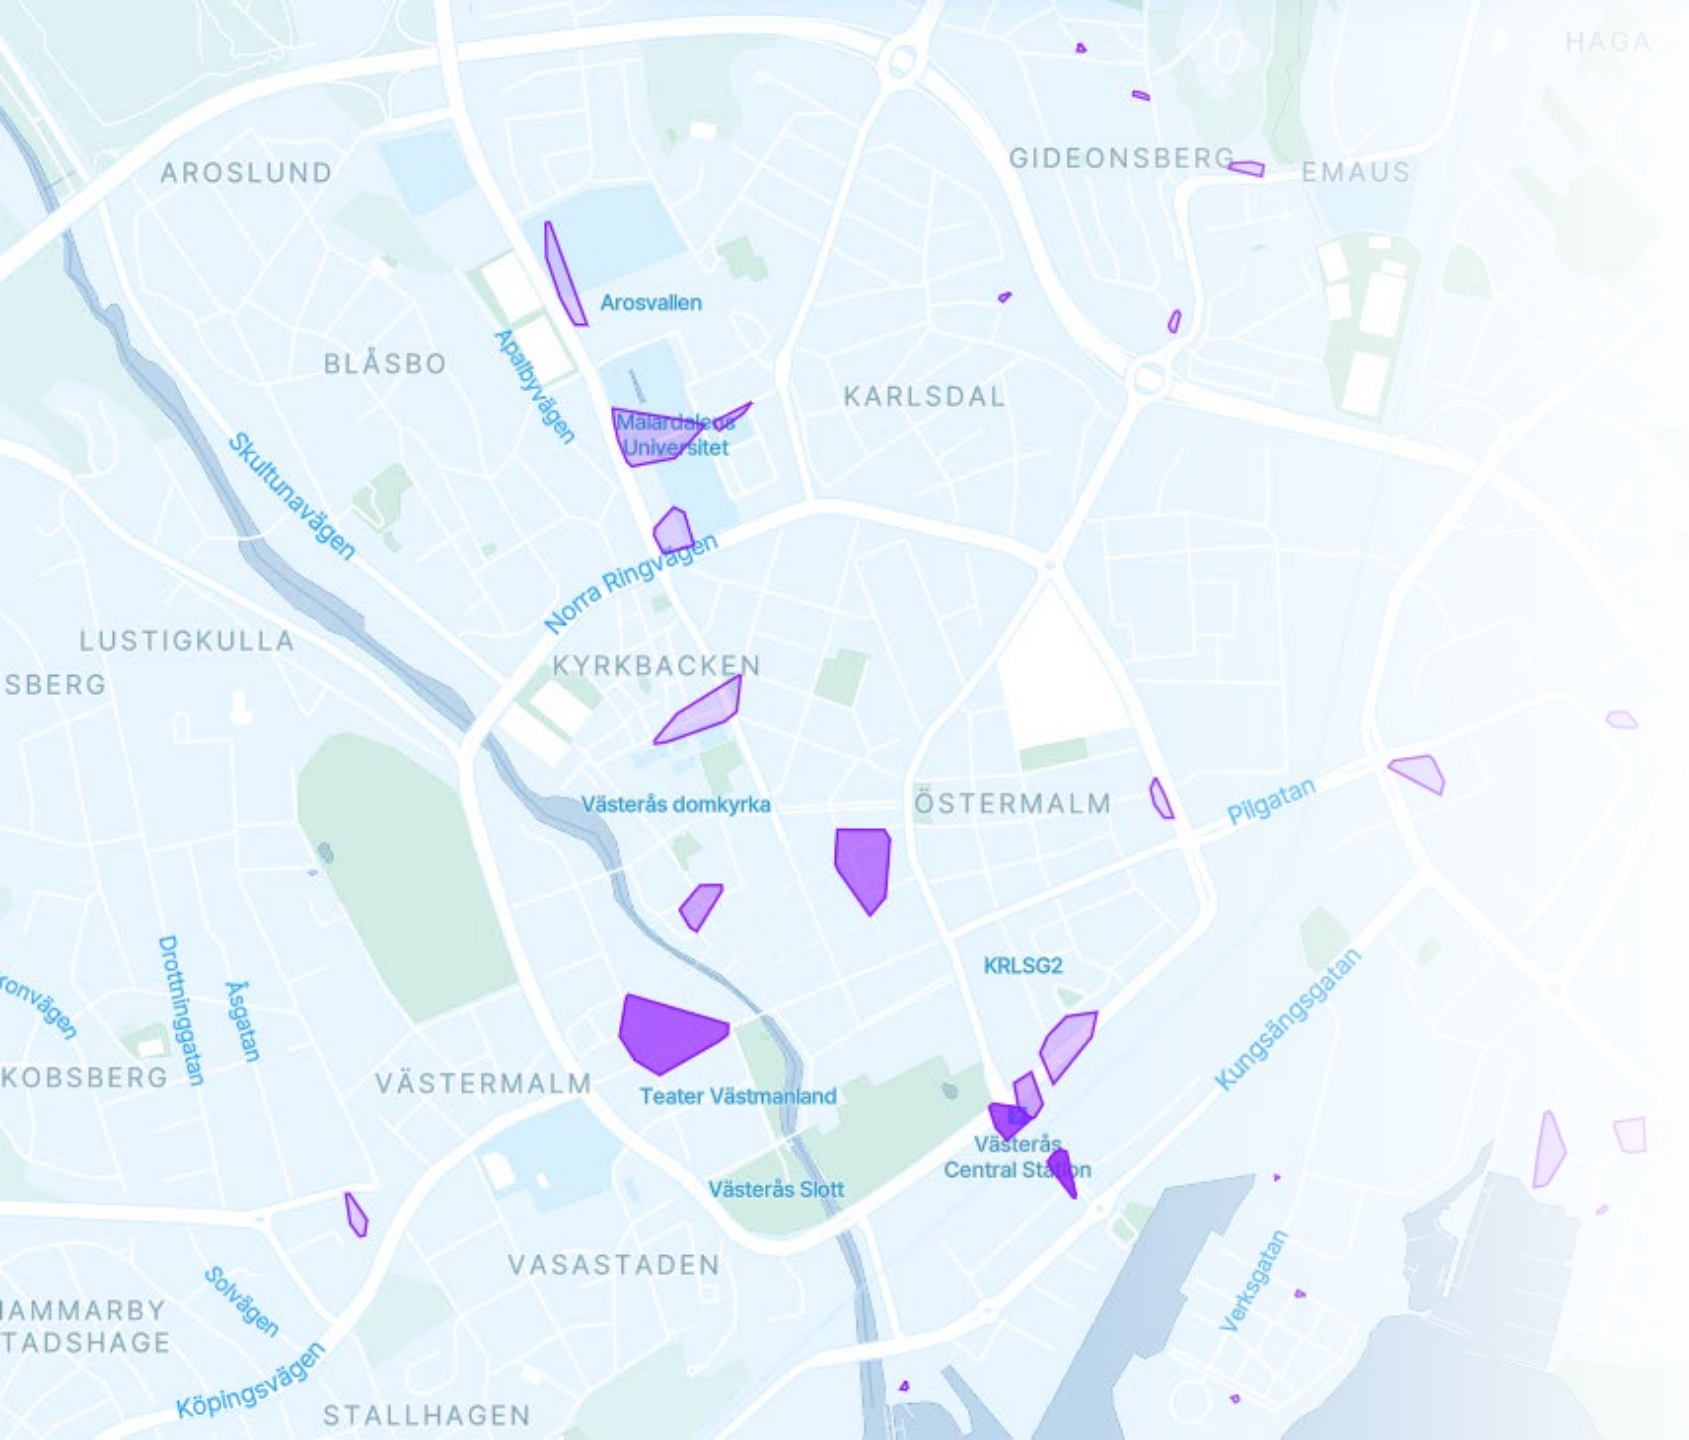 HAGA
GIDEONSBERG
EMAUS
AROSLUND
Arosvallen
Apalbyvägen
BLÅSBO
KARLSDAL
Mälardalens
Universitet
Skultunavägen
Norra Ringvägen
LUSTIGKULLA
KYRKBACKEN
SBERG
Västerås domkyrka
ÖSTERMALM
Pilgatan
KRLSG2
Drottninggatan
Åsgatan
ronvägen
Kungsängsgatan
KOBSBERG
VÄSTERMALM
Teater Västmanland
Västerås
Central Station
Västerås Slott
VASASTADEN
Verksgatan
Solvägen
HAMMARBY
TADSHAGE
Köpingsvägen
STALLHAGEN